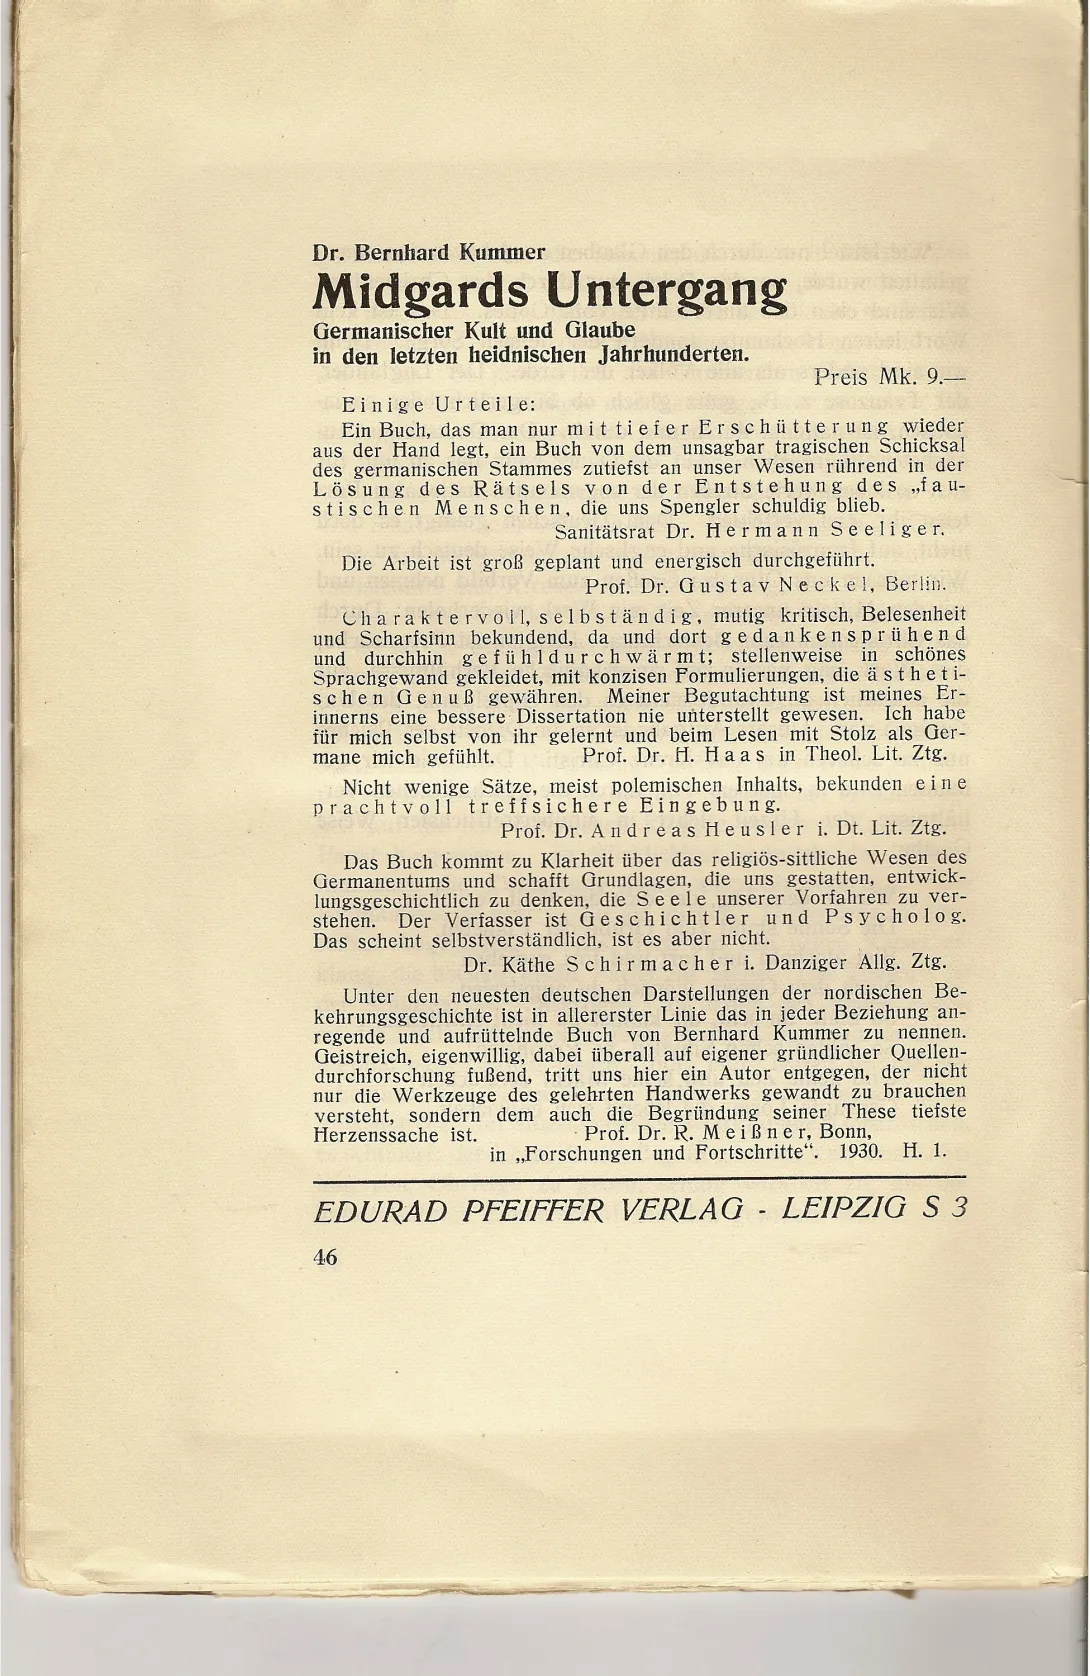 Dr. Bernhard Kummer
Midgards Untergang
Germanischer Kult und Glaube
in den letzten heidnischen Jahrhunderten.
Preis Mk. 9.—
Einige Urteile:
Ein Buch, das man nur mit tiefer Erschütterung wieder
aus der Hand legt, ein Buch von dem unsagbar tragischen Schicksal
des germanischen Stammes zutiefst an unser Wesen rührend in der
Lösung des Rätsels von der Entstehung des „fau-
stischen Menschen, die uns Spengler schuldig blieb.
Sanitätsrat Dr. Hermann Seeliger.
Die Arbeit ist groß geplant und energisch durchgeführt.
Prof. Dr. Gustav Neckel, Berlin.
Charaktervoll, selbständig, mutig kritisch, Belesenheit
und Scharfsinn bekundend, da und dort gedankensprühend
und durchhin gefühldurchwärmt; stellenweise in schönes
Sprachgewand gekleidet, mit konzisen Formulierungen, die ästheti-
schen Genuß gewähren. Meiner Begutachtung ist meines Er-
innerns eine bessere Dissertation nie unterstellt gewesen. Ich habe
für mich selbst von ihr gelernt und beim Lesen mit Stolz als Ger-
mane mich gefühlt. Prof. Dr. H. Haas in Theol. Lit. Ztg.
Nicht wenige Sätze, meist polemischen Inhalts, bekunden eine
prachtvoll treffsichere Eingebung.
Prof. Dr. Andreas Heusler i. Dt. Lit. Ztg.
Das Buch kommt zu Klarheit über das religiös-sittliche Wesen des
Germanentums und schafft Grundlagen, die uns gestatten, entwick-
lungsgeschichtlich zu denken, die Seele unserer Vorfahren zu ver-
stehen. Der Verfasser ist Geschichtler und Psycholog.
Das scheint selbstverständlich, ist es aber nicht.
Dr. Käthe Schirmacher i. Danziger Allg. Ztg.
Unter den neuesten deutschen Darstellungen der nordischen Be-
kehrungsgeschichte ist in allererster Linie das in jeder Beziehung an-
regende und aufrüttelnde Buch von Bernhard Kummer zu nennen.
Geistreich, eigenwillig, dabei überall auf eigener gründlicher Quellen-
durchforschung fußend, tritt uns hier ein Autor entgegen, der nicht
nur die Werkzeuge des gelehrten Handwerks gewandt zu brauchen
versteht, sondern dem auch die Begründung seiner These tiefste
Herzenssache ist. Prof. Dr. R. Meißner, Bonn,
in „Forschungen und Fortschritte“. 1930. H. 1.
EDURAD PFEIFFER VERLAG - LEIPZIG S 3
46